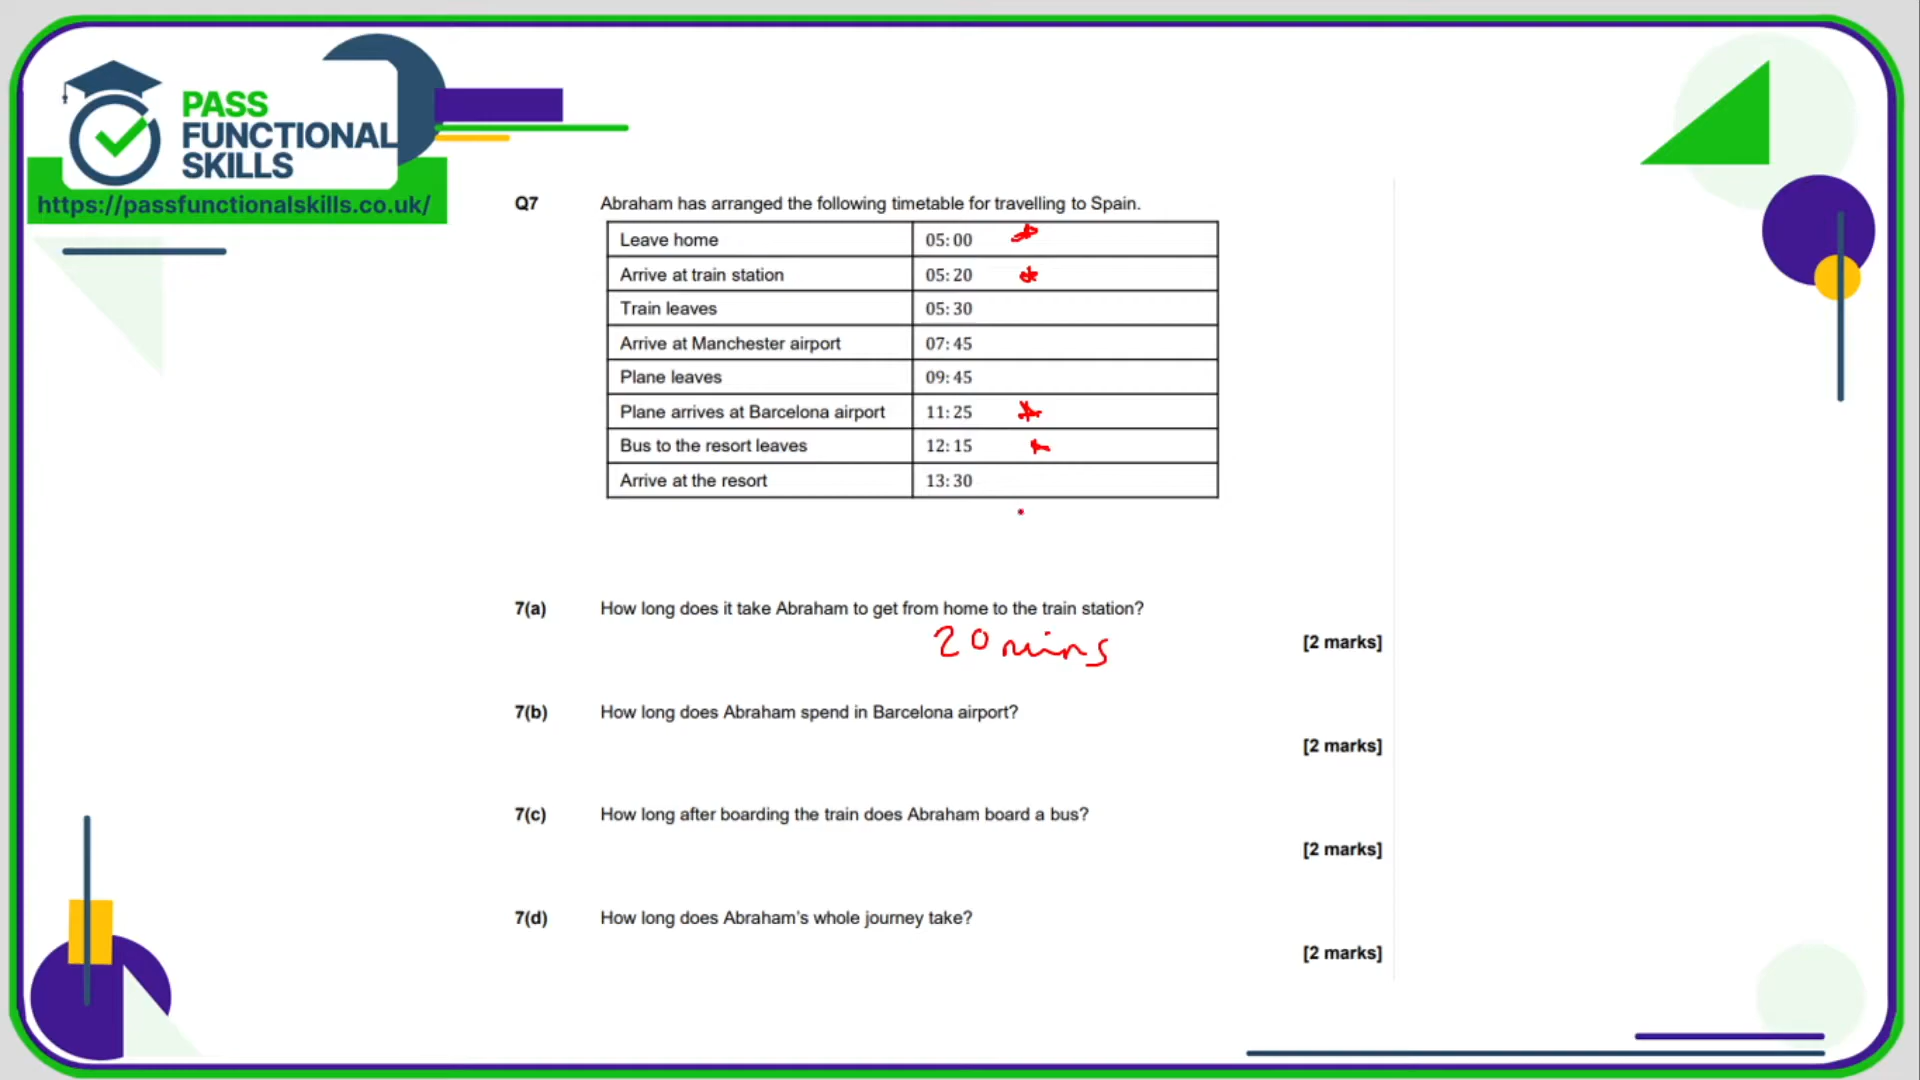 PASS
FUNCTIONAL
SKILLS
https://passfunctionalskills.co.uk/
Q7 Abraham has arranged the following timetable for travelling to Spain.
Leave home 05:00
Arrive at train station 05:20
Train leaves 05:30
Arrive at Manchester airport 07:45
Plane leaves 09:45
Plane arrives at Barcelona airport 11:25
Bus to the resort leaves 12:15
Arrive at the resort 13:30
7(a) How long does it take Abraham to get from home to the train station?
20 mins
[2 marks]
7(b) How long does Abraham spend in Barcelona airport?
[2 marks]
7(c) How long after boarding the train does Abraham board a bus?
[2 marks]
7(d) How long does Abraham's whole journey take?
[2 marks]